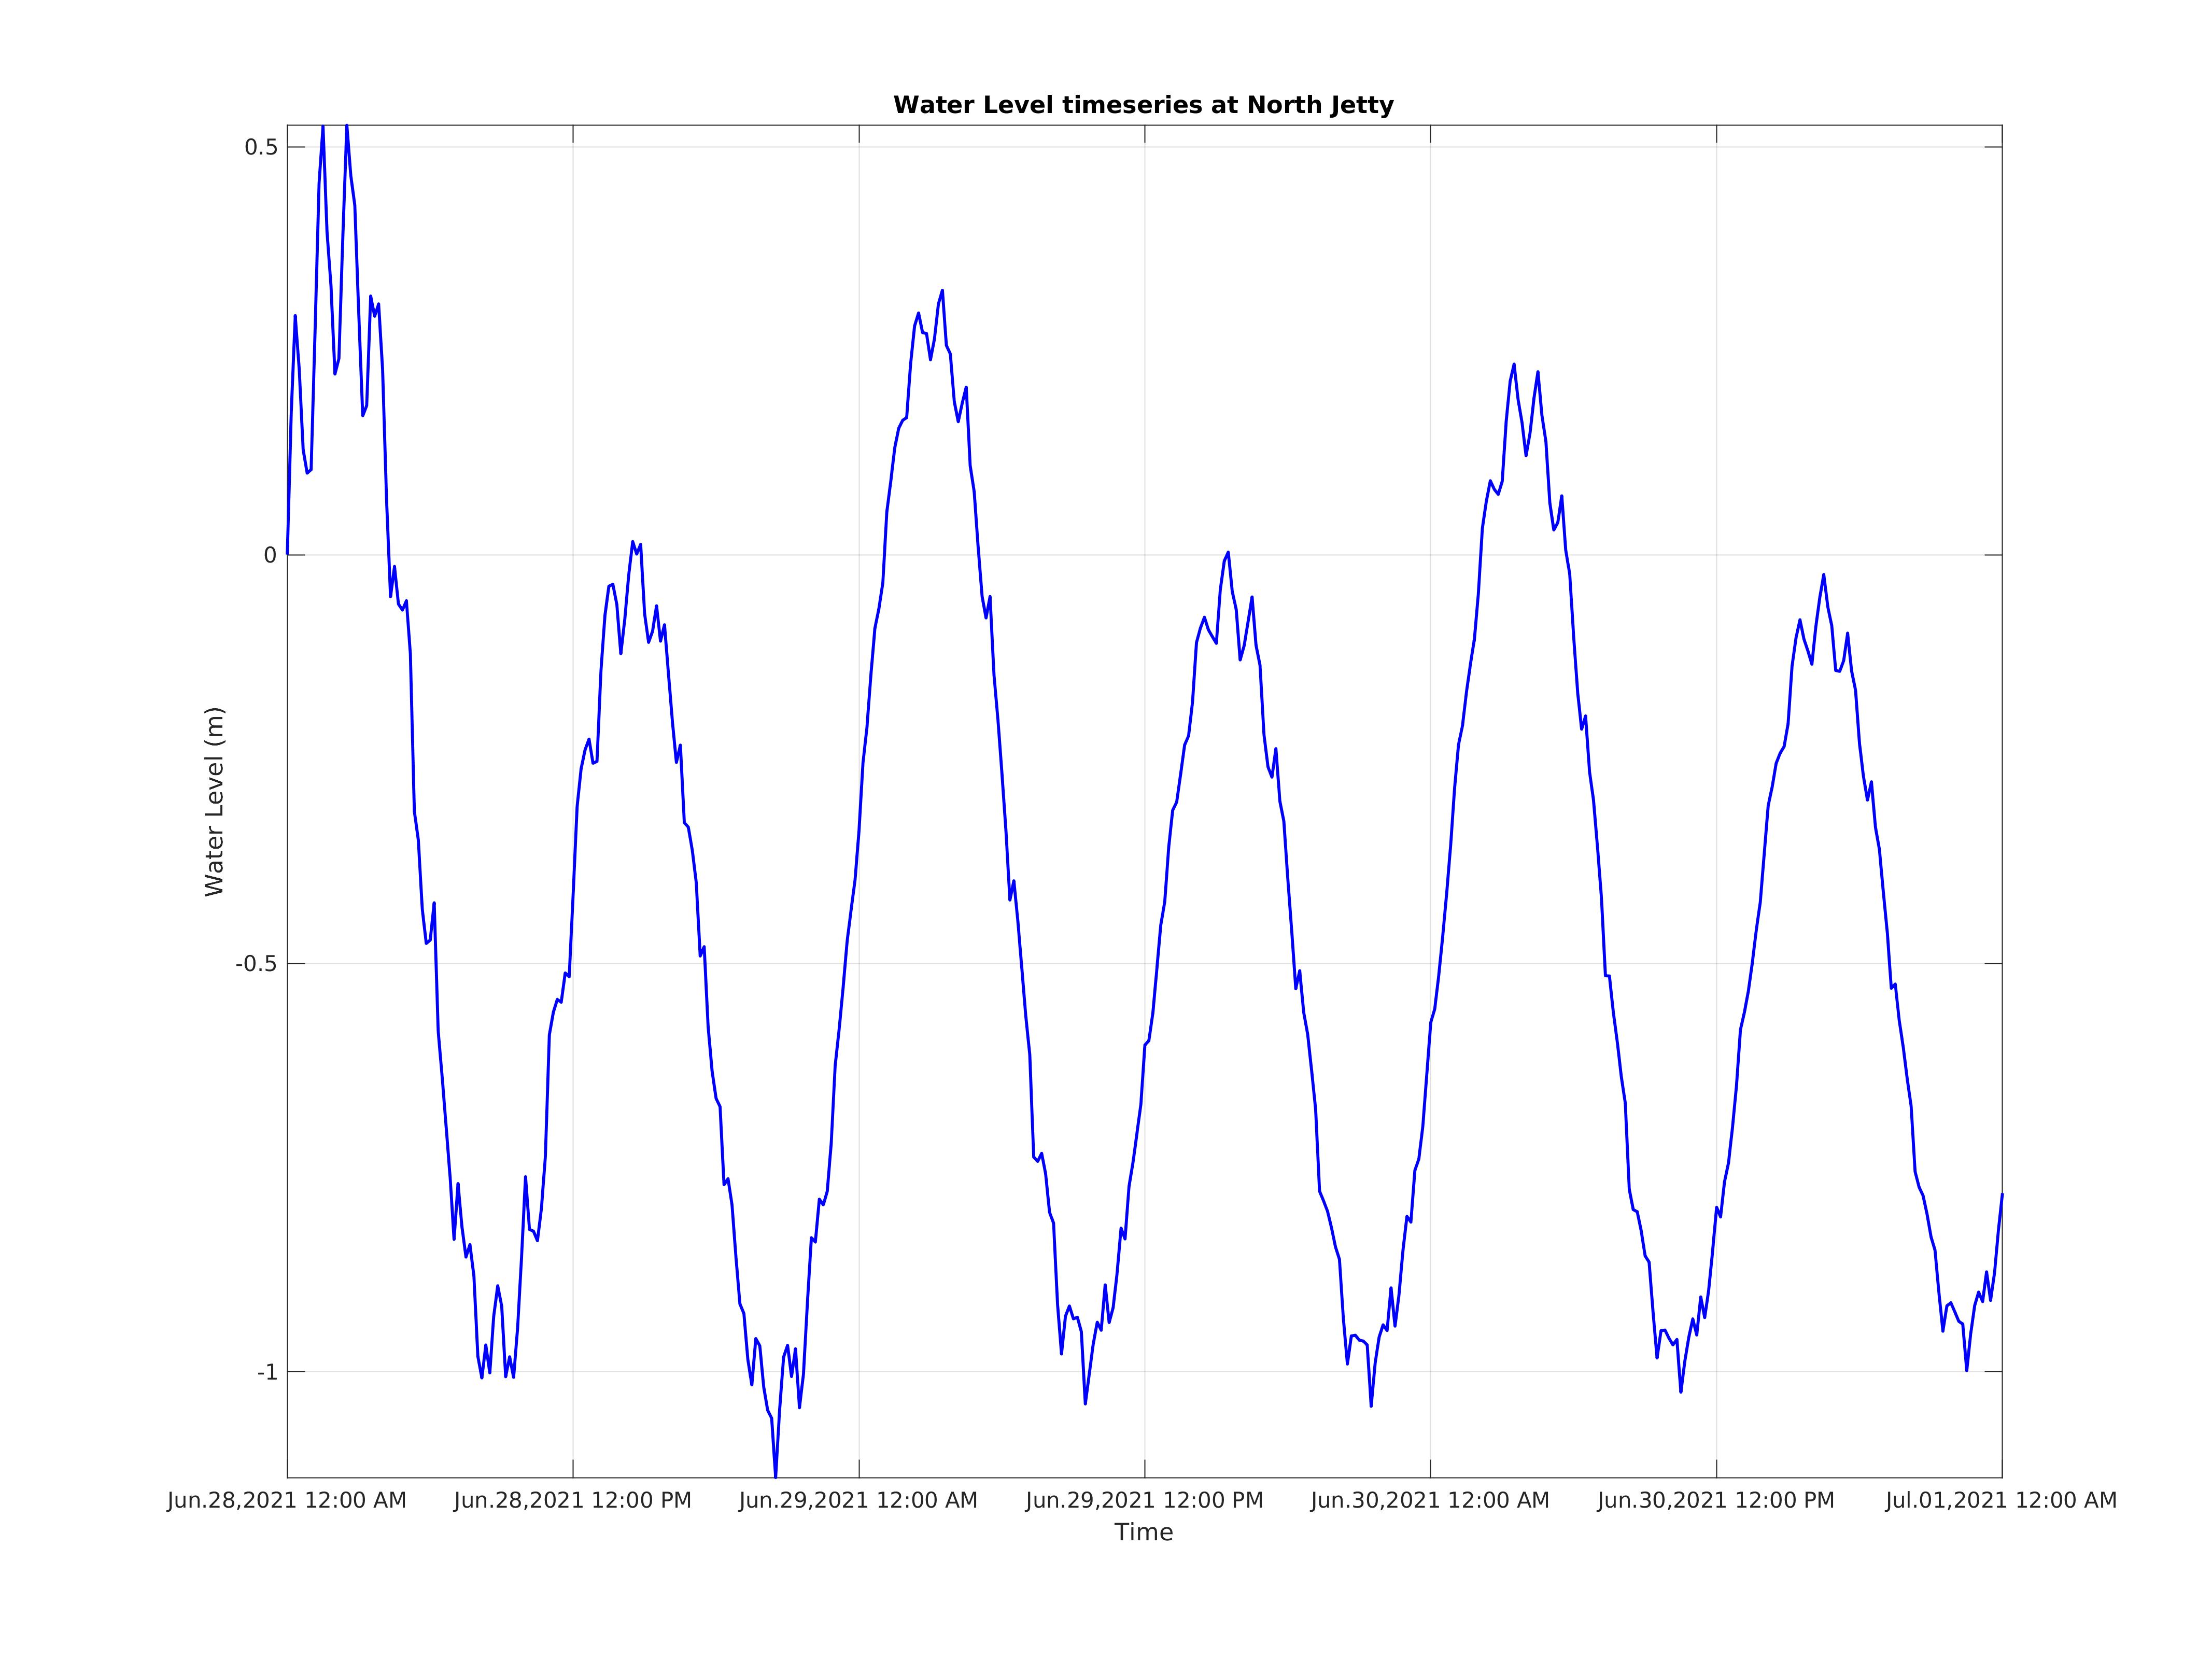 Water Level timeseries at North Jetty
0.5
0
-0.5
-1
Water Level (m)
Jun.28,2021 12:00 AM
Jun.28,2021 12:00 PM
Jun.29,2021 12:00 AM
Jun.29,2021 12:00 PM
Jun.30,2021 12:00 AM
Jun.30,2021 12:00 PM
Jul.01,2021 12:00 AM
Time